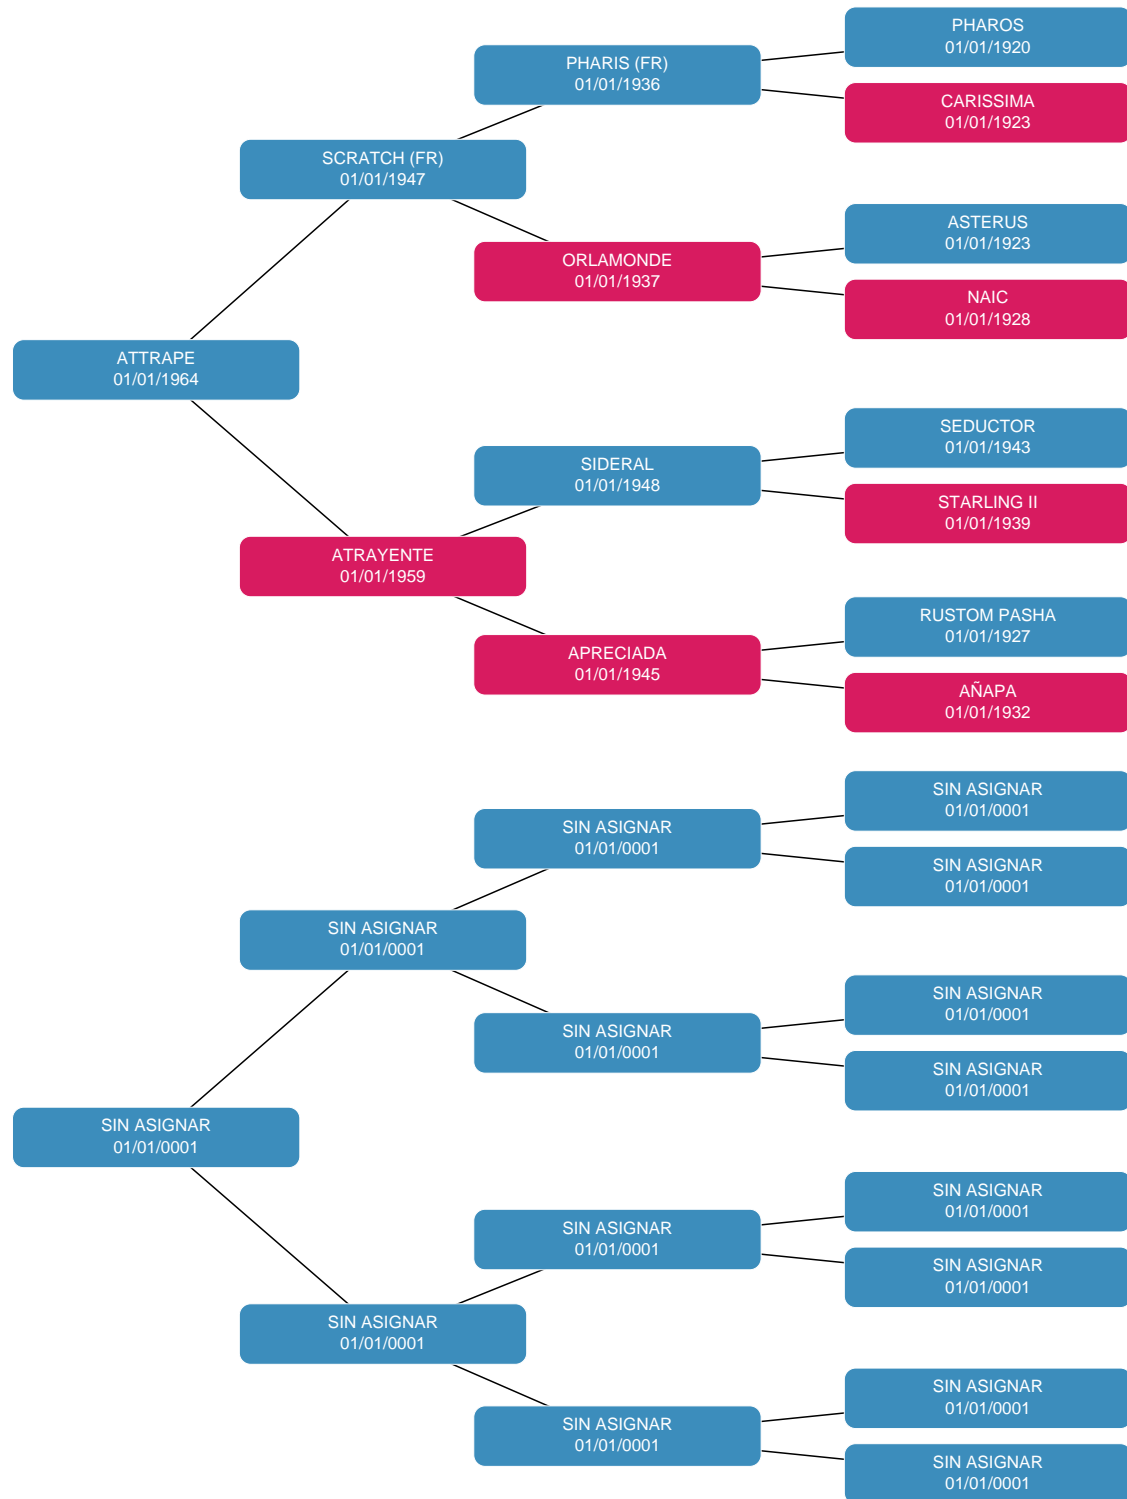 PHAROS
01/01/1920
PHARIS (FR)
01/01/1936
CARISSIMA
01/01/1923
SCRATCH (FR)
01/01/1947
ASTERUS
01/01/1923
ORLAMONDE
01/01/1937
NAIC
01/01/1928
ATTRAPE
01/01/1964
SEDUCTOR
01/01/1943
SIDERAL
01/01/1948
STARLING II
01/01/1939
ATRAYENTE
01/01/1959
RUSTOM PASHA
01/01/1927
APRECIADA
01/01/1945
AÑAPA
01/01/1932
SIN ASIGNAR
01/01/0001
SIN ASIGNAR
01/01/0001
SIN ASIGNAR
01/01/0001
SIN ASIGNAR
01/01/0001
SIN ASIGNAR
01/01/0001
SIN ASIGNAR
01/01/0001
SIN ASIGNAR
01/01/0001
SIN ASIGNAR
01/01/0001
SIN ASIGNAR
01/01/0001
SIN ASIGNAR
01/01/0001
SIN ASIGNAR
01/01/0001
SIN ASIGNAR
01/01/0001
SIN ASIGNAR
01/01/0001
SIN ASIGNAR
01/01/0001
SIN ASIGNAR
01/01/0001